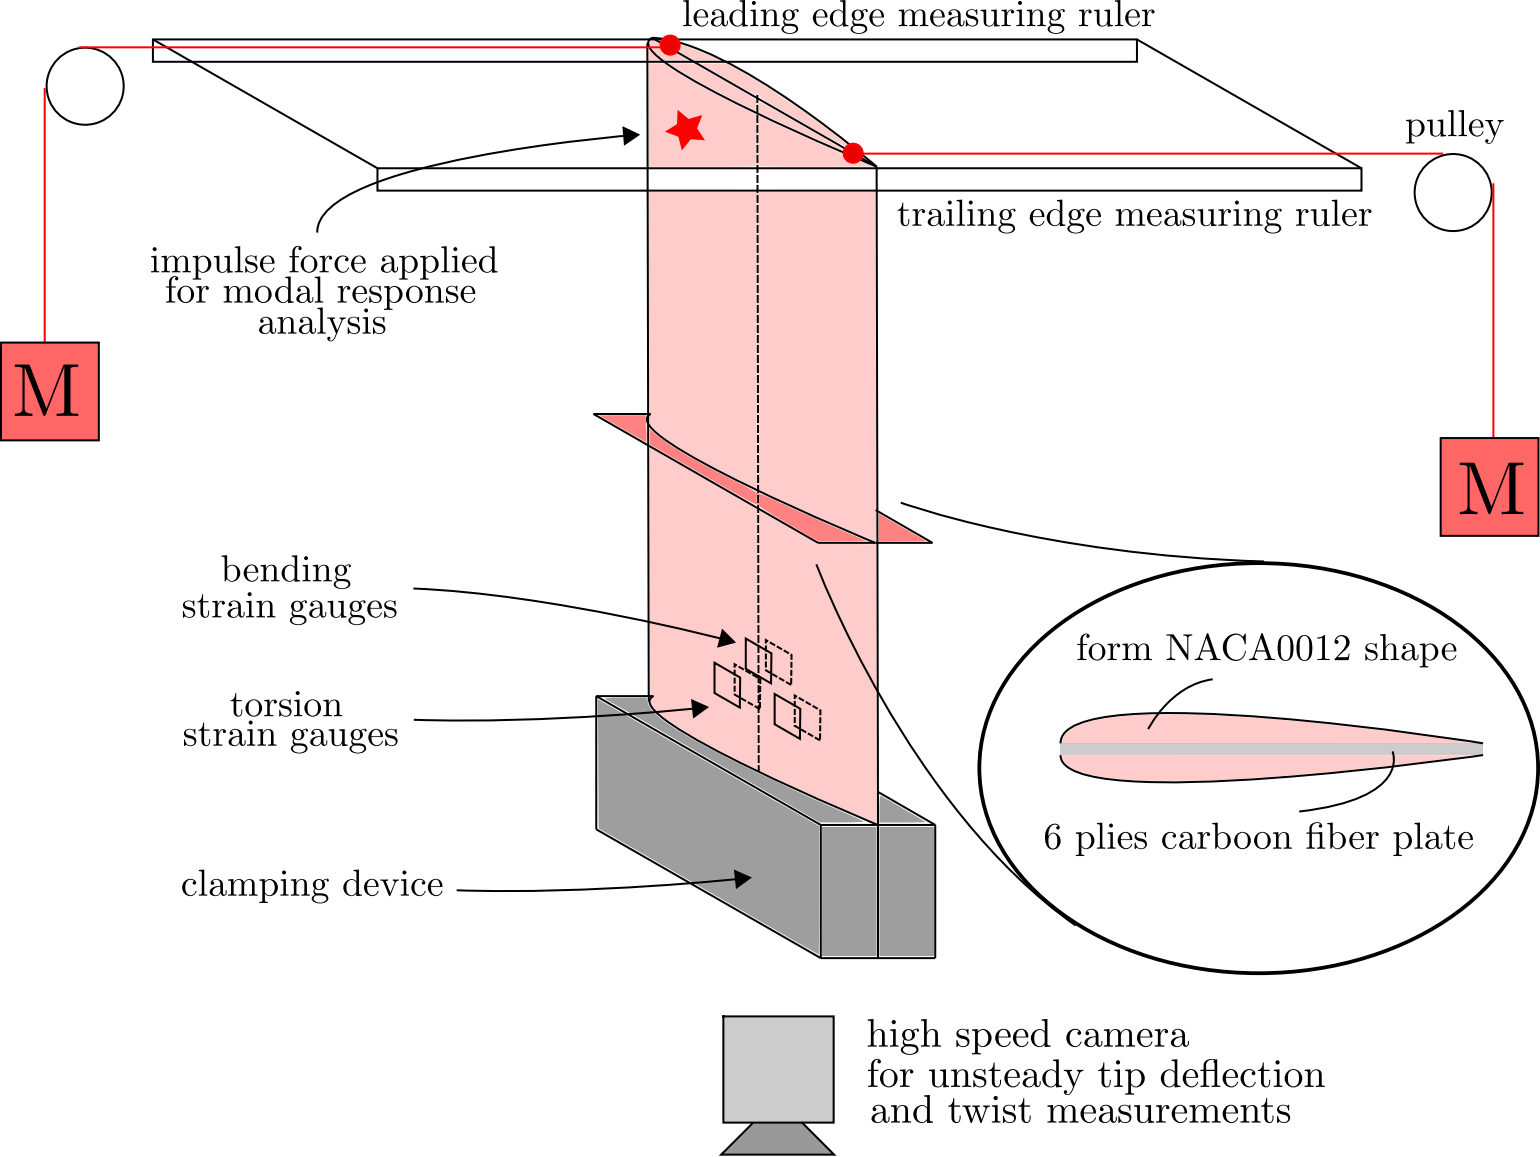 leading edge measuring ruler
pulley
trailing edge measuring ruler
impulse force applied
for modal response
analysis
M
M
bending
strain gauges
form NACA0012 shape
torsion
strain gauges
6 plies carboon fiber plate
clamping device
high speed camera
for unsteady tip deflection
and twist measurements